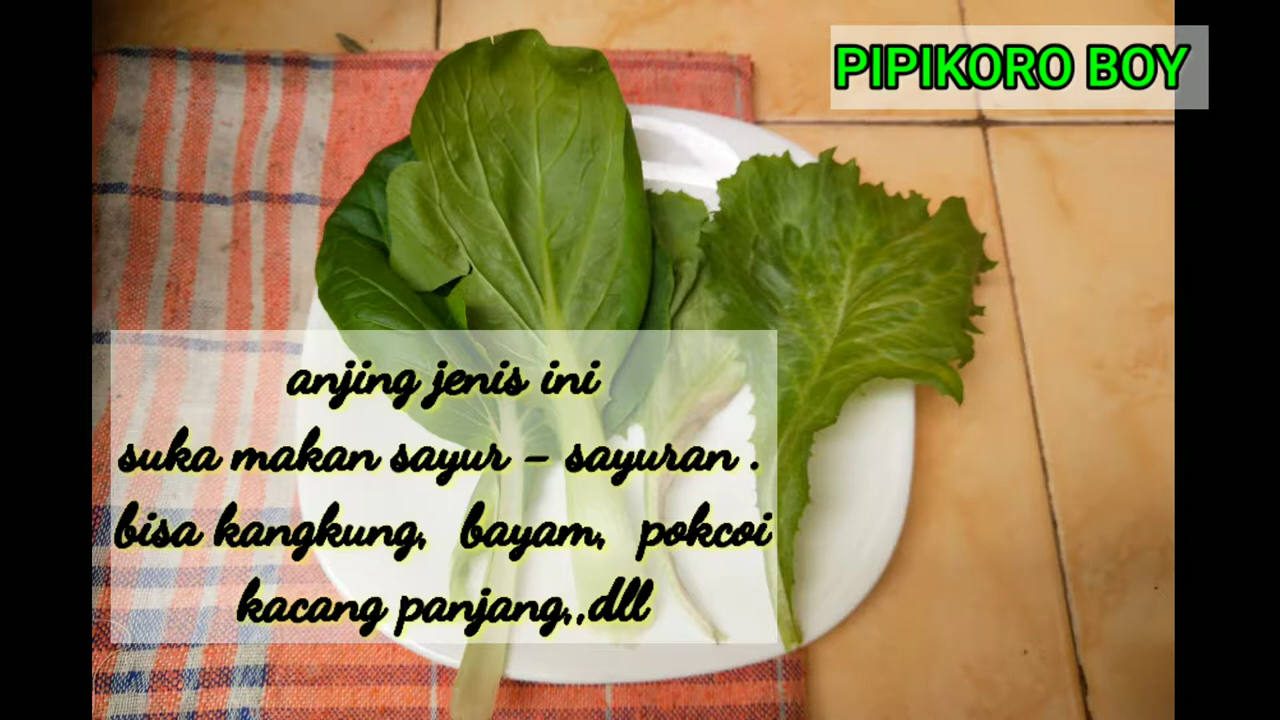 PIPIKORO BOY
anjing jenis ini
suka makan sayur - sayuran .
bisa kangkung, bayam, pokcoi
kacang panjang,.dll